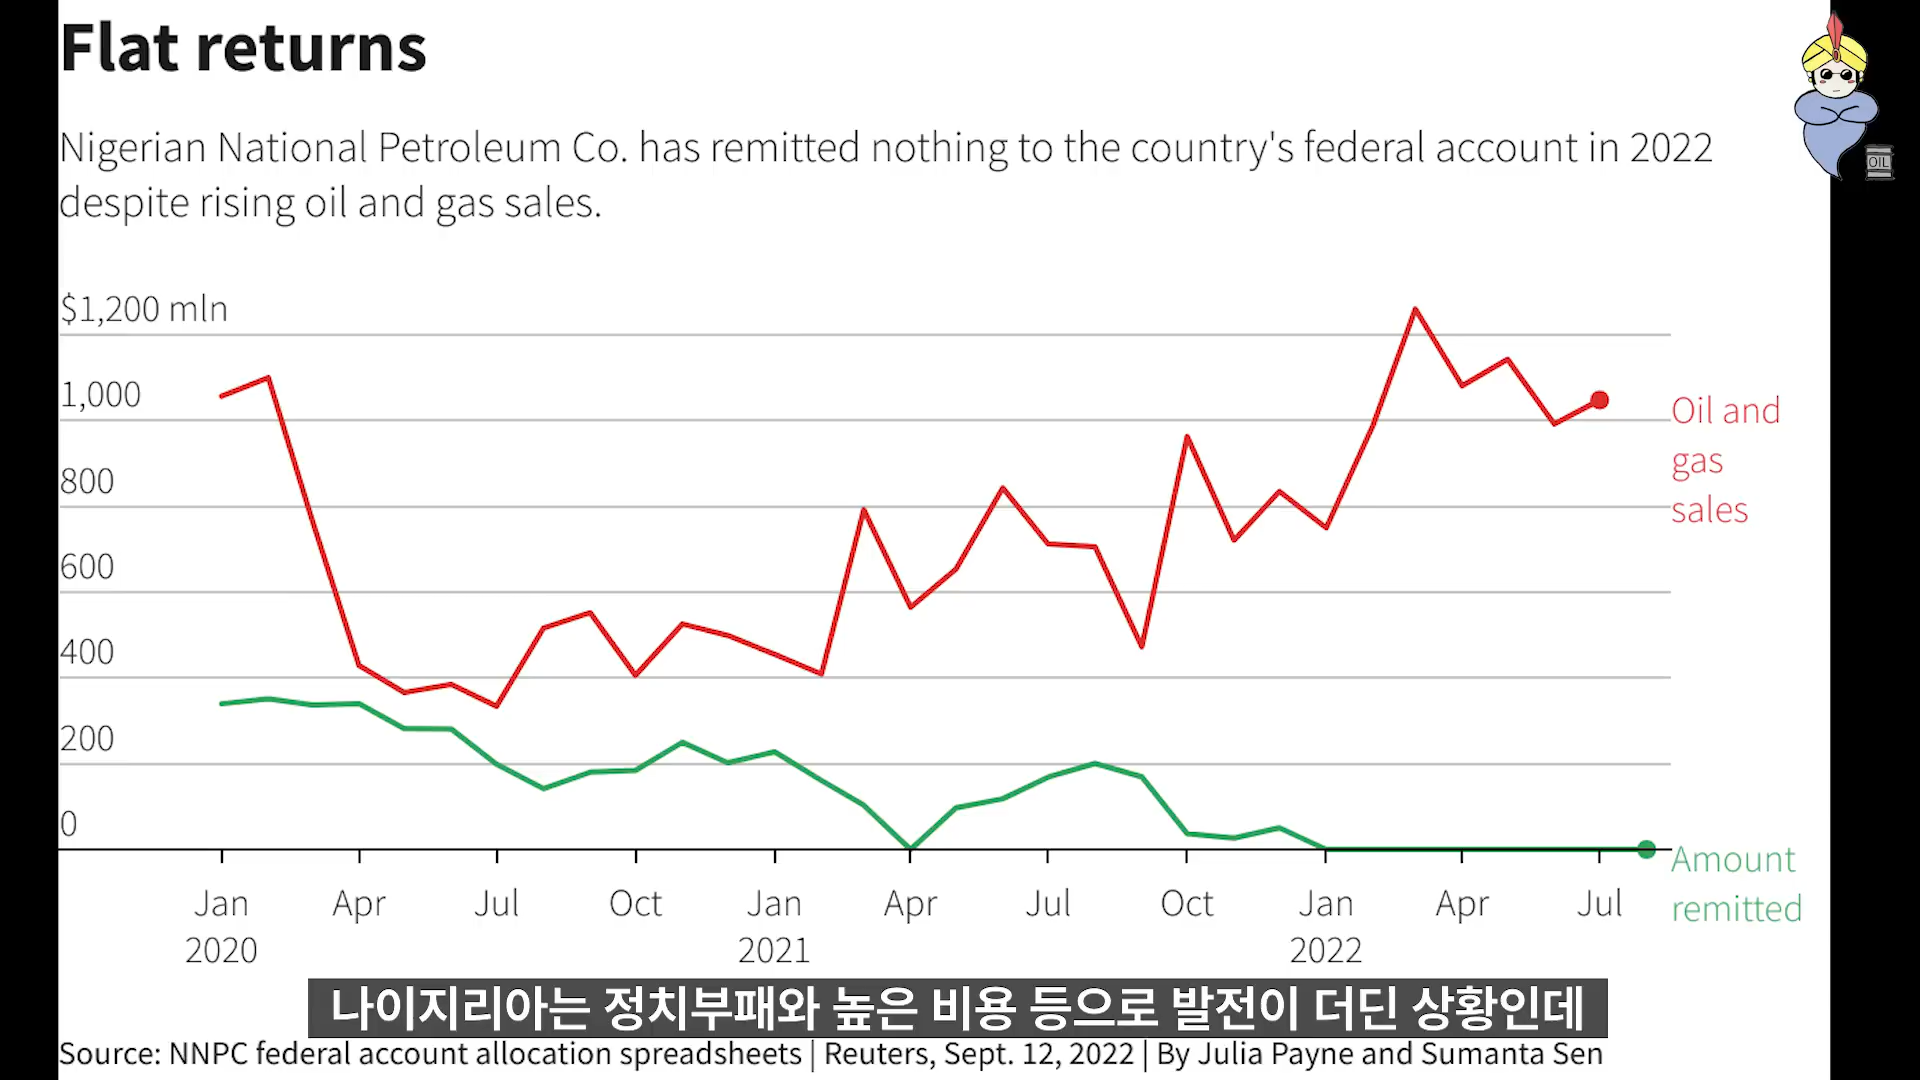 Flat returns
Nigerian National Petroleum Co. has remitted nothing to the country's federal account in 2022
despite rising oil and gas sales.
OIL
$1,200 mln
1,000
800
600
400
200
0
Oil and
gas
sales
Amount
remitted
Jan Apr Jul Oct Jan Apr Jul Oct Jan Apr Jul
2020 2021 2022
나이지리아는 정치부패와 높은 비용 등으로 발전이 더딘 상황인데
Source: NNPC federal account allocation spreadsheets | Reuters, Sept. 12, 2022 | By Julia Payne and Sumanta Sen